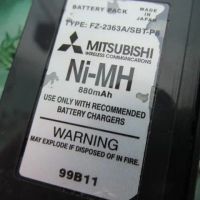 BATTERY PACK
MADE IN
JAPAN
TYPE: FZ-2363A/SBT-P8
MITSUBISHI
WIRELESS COMMUNICATIONS
Ni-MH
880mAh
USE ONLY WITH RECOMMENDED
BATTERY CHARGERS
WARNING
MAY EXPLODE IF DISPOSED OF IN FIRE.
99B11